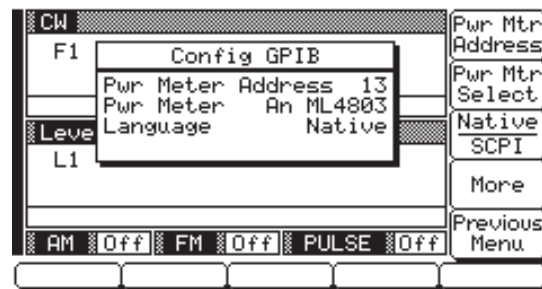 CW
F1
Config GPIB
Pwr Meter Address 13
Pwr Meter An ML4803
Language Native
Level
L1
AM Off FM Off PULSE Off
Pwr Mtr
Address
Pwr Mtr
Select
Native
SCPI
More
Previous
Menu